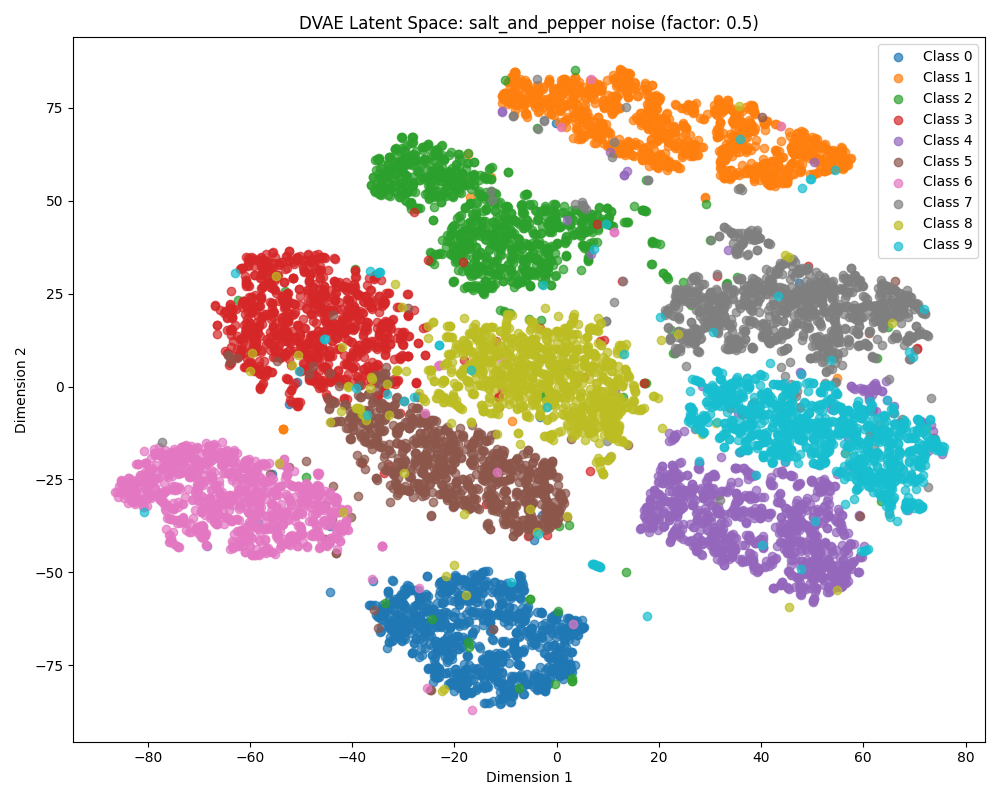 DVAE Latent Space: salt_and_pepper noise (factor: 0.5)
Class 0
Class 1
Class 2
Class 3
Class 4
Class 5
Class 6
Class 7
Class 8
Class 9
75
50
25
0
−25
−50
−75
Dimension 2
−80 −60 −40 −20 0 20 40 60 80
Dimension 1